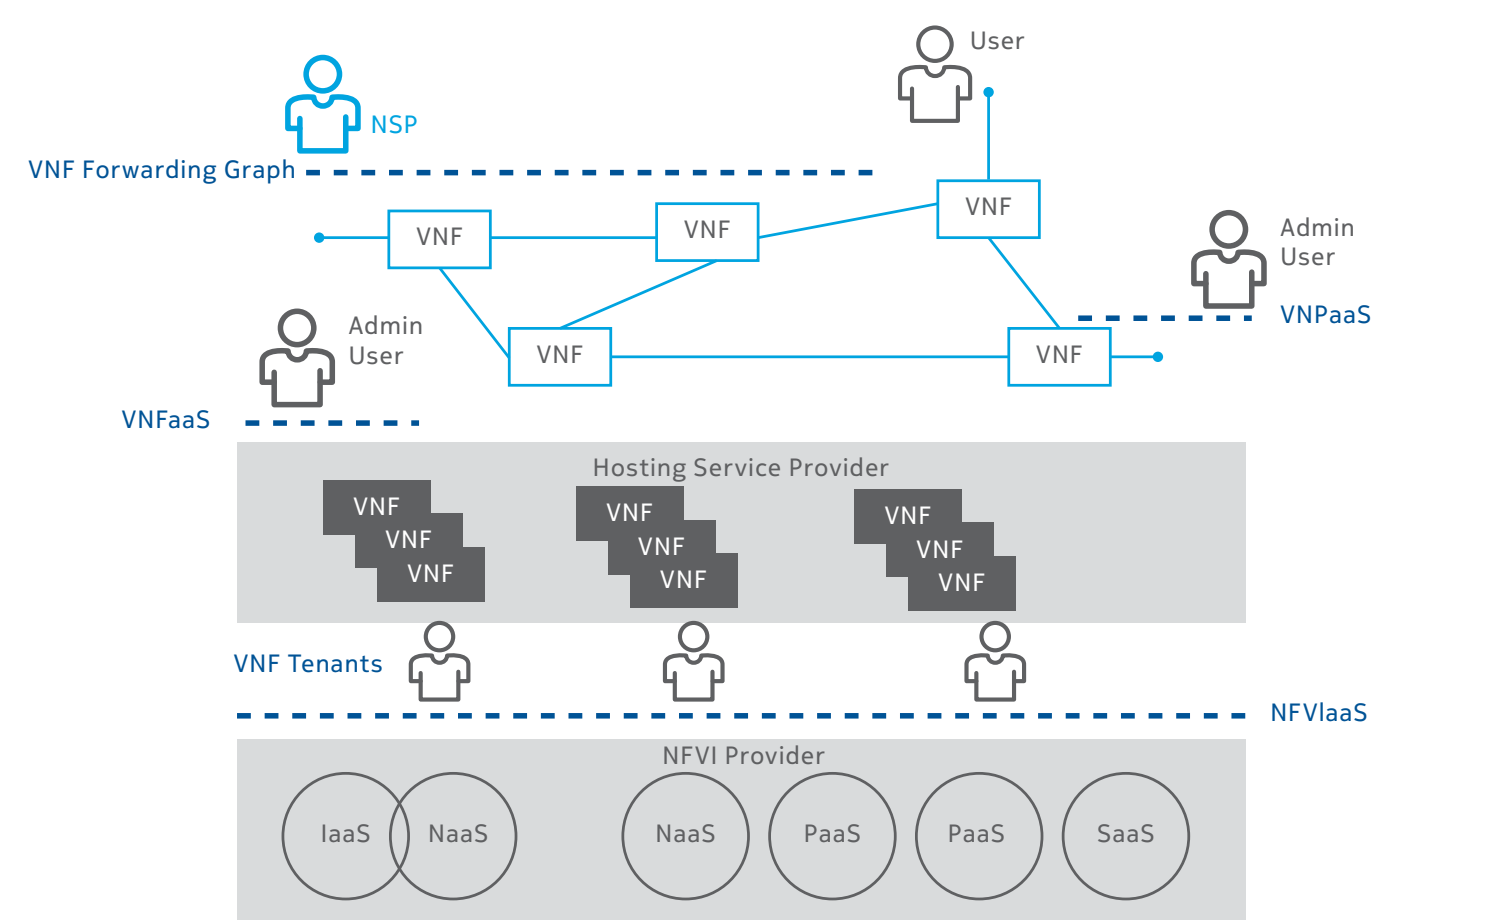 User
NSP
VNF Forwarding Graph
VNF
VNF
VNF
Admin
User
VNPaaS
Admin
User
VNF
VNF
VNFaaS
Hosting Service Provider
VNF
VNF
VNF
VNF
VNF
VNF
VNF
VNF
VNF
VNF Tenants
NFVlaaS
NFVI Provider
IaaS
NaaS
NaaS
PaaS
PaaS
SaaS